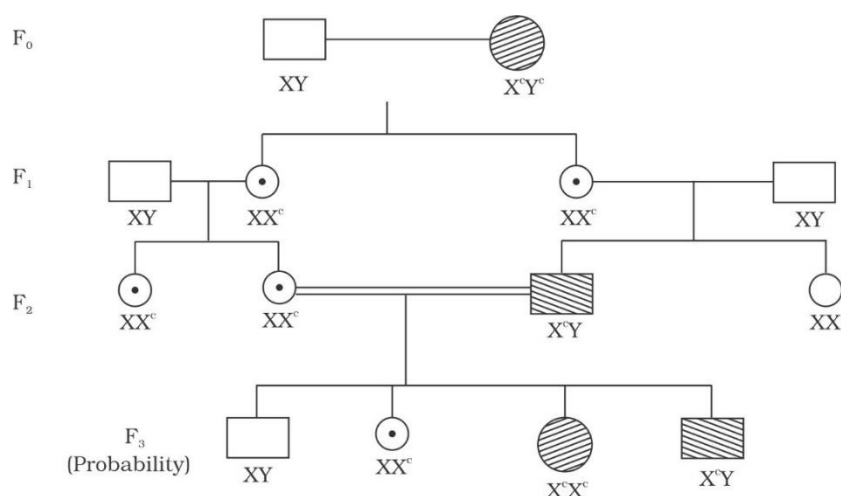 F₀
XY XᶜYᶜ
F₁
XY XXᶜ XXᶜ XY
F₂
XXᶜ XXᶜ XᶜY XX
F₃
(Probability)
XY XXᶜ XᶜXᶜ XᶜY